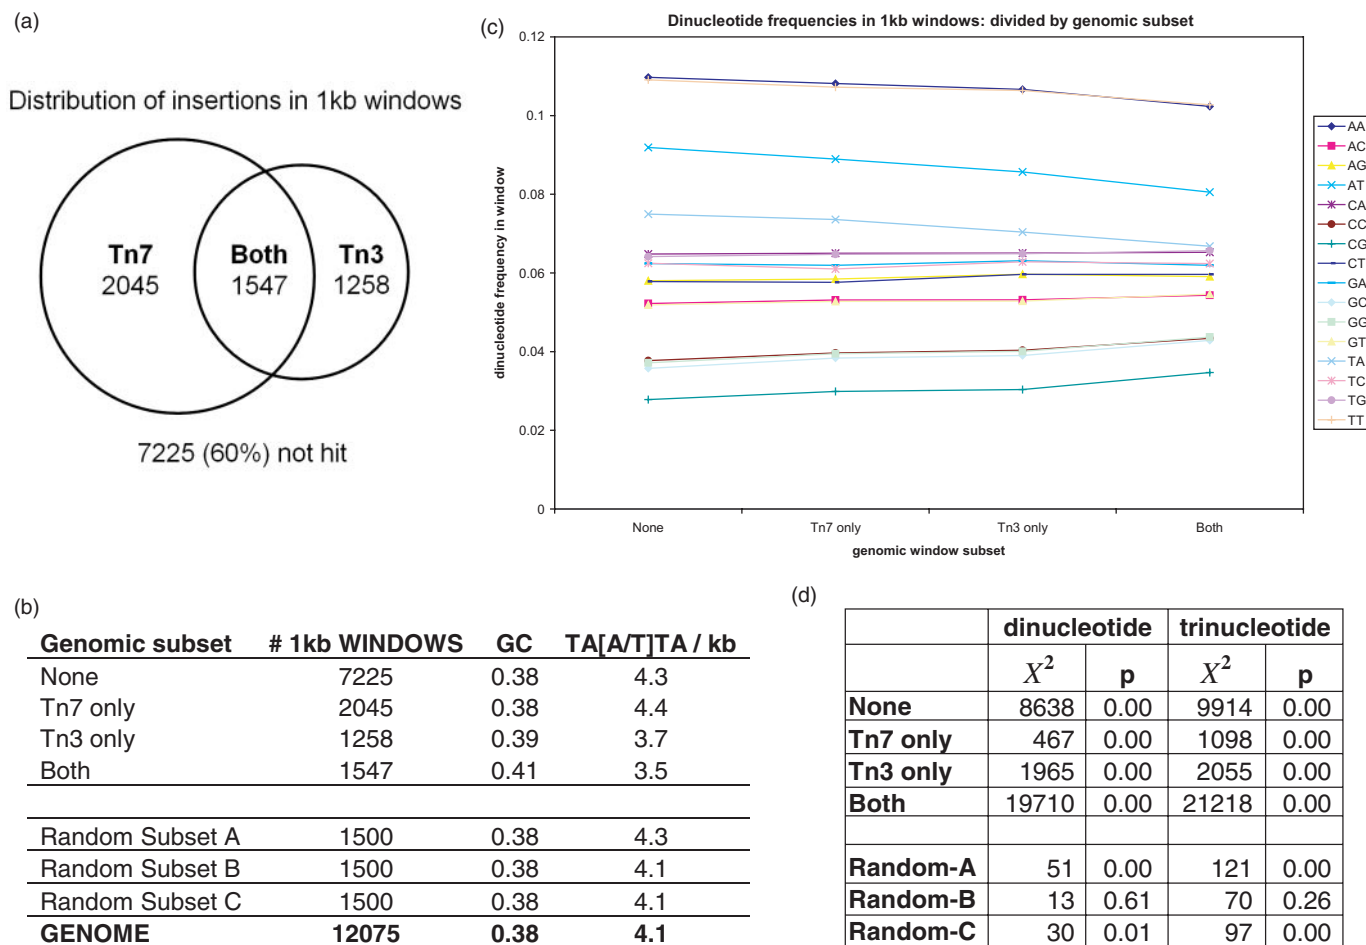 (a)
Distribution of insertions in 1kb windows
Tn7
2045
Both
1547
Tn3
1258
7225 (60%) not hit
(c)
Dinucleotide frequencies in 1kb windows: divided by genomic subset
dinucleotide frequency in window
0.12
0.1
0.08
0.06
0.04
0.02
0
None Tn7 only Tn3 only Both
genomic window subset
AA
AC
AG
AT
CA
CC
CG
CT
GA
GC
GG
GT
TA
TC
TG
TT
(b)
Genomic subset # 1kb WINDOWS GC TA[A/T]TA / kb
None 7225 0.38 4.3
Tn7 only 2045 0.38 4.4
Tn3 only 1258 0.39 3.7
Both 1547 0.41 3.5
Random Subset A 1500 0.38 4.3
Random Subset B 1500 0.38 4.1
Random Subset C 1500 0.38 4.1
GENOME 12075 0.38 4.1
(d)
dinucleotide trinucleotide
X² p X² p
None 8638 0.00 9914 0.00
Tn7 only 467 0.00 1098 0.00
Tn3 only 1965 0.00 2055 0.00
Both 19710 0.00 21218 0.00
Random-A 51 0.00 121 0.00
Random-B 13 0.61 70 0.26
Random-C 30 0.01 97 0.00